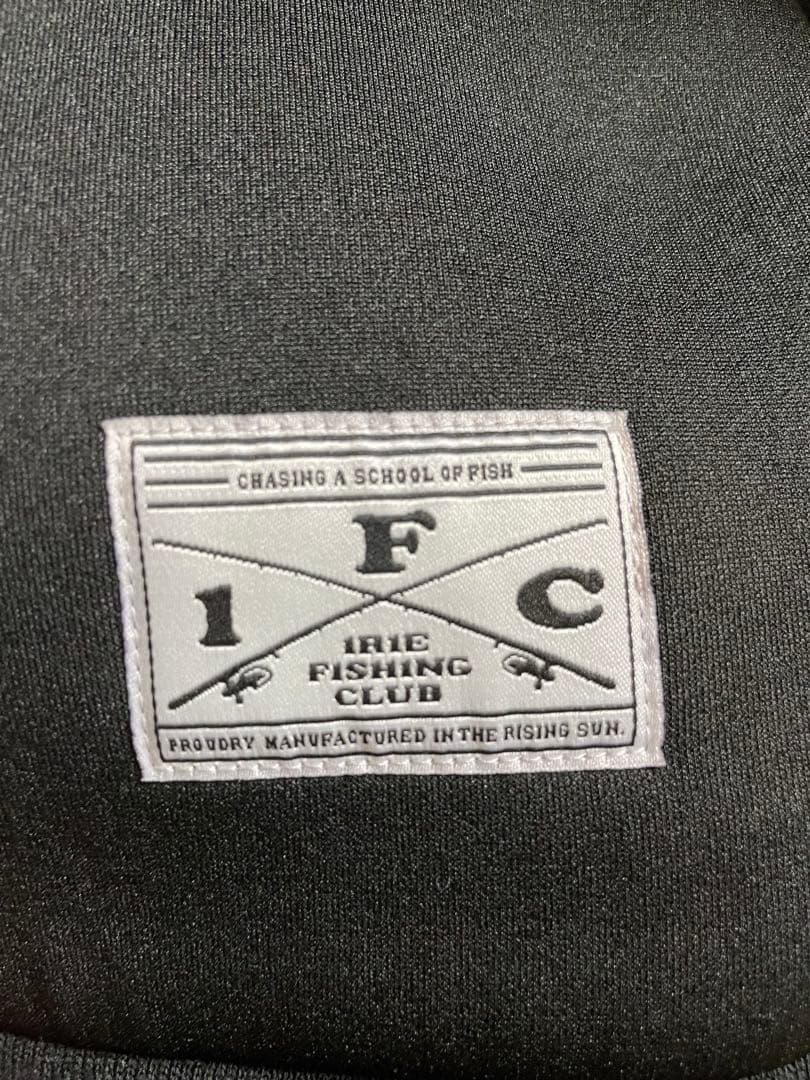 CHASING A SCHOOL OF FISH
F
1 C
1R1E
FISHING
CLUB
PROUDRY MANUFACTURED IN THE RISING SUN.